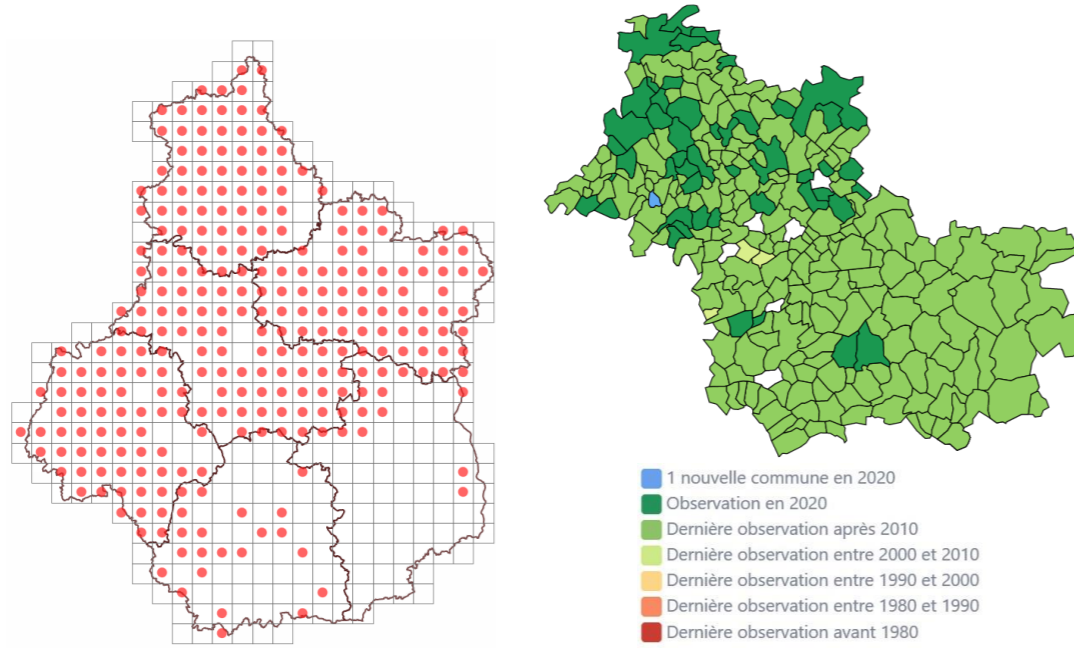 1 nouvelle commune en 2020
Observation en 2020
Dernière observation après 2010
Dernière observation entre 2000 et 2010
Dernière observation entre 1990 et 2000
Dernière observation entre 1980 et 1990
Dernière observation avant 1980